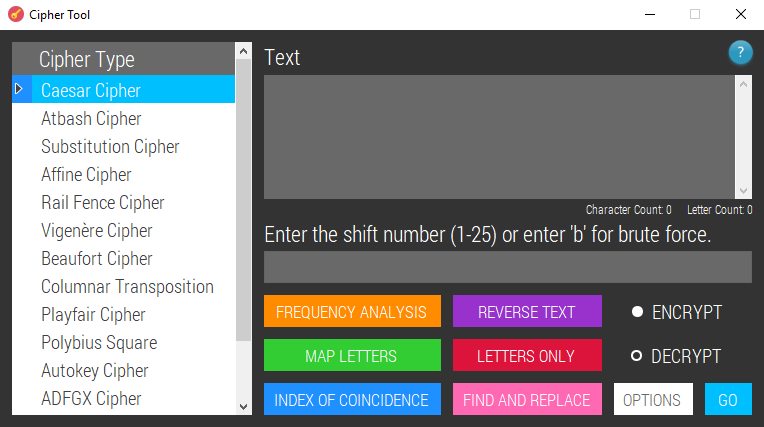 Cipher Tool
Cipher Type
Caesar Cipher
Atbash Cipher
Substitution Cipher
Affine Cipher
Rail Fence Cipher
Vigenère Cipher
Beaufort Cipher
Columnar Transposition
Playfair Cipher
Polybius Square
Autokey Cipher
ADFGX Cipher
Text
?
Character Count: 0 Letter Count: 0
Enter the shift number (1-25) or enter 'b' for brute force.
FREQUENCY ANALYSIS REVERSE TEXT ENCRYPT
MAP LETTERS LETTERS ONLY DECRYPT
INDEX OF COINCIDENCE FIND AND REPLACE OPTIONS GO